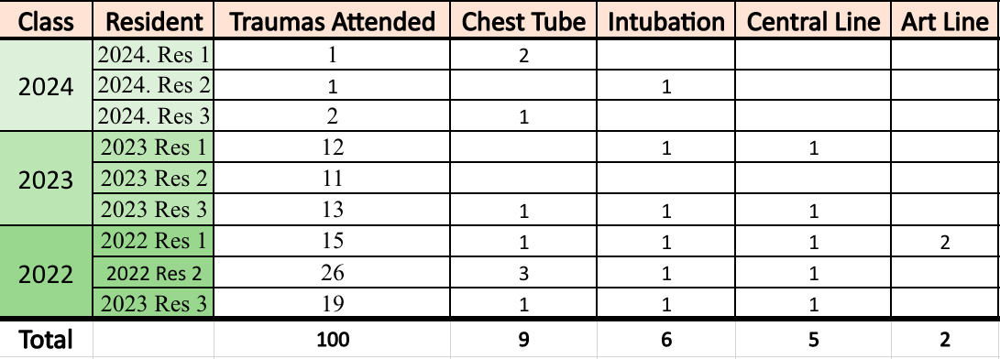 Class Resident Traumas Attended Chest Tube Intubation Central Line Art Line
2024. Res 1 1 2
2024 2024. Res 2 1 1
2024. Res 3 2 1
2023 Res 1 12 1 1
2023 2023 Res 2 11
2023 Res 3 13 1 1 1
2022 Res 1 15 1 1 1 2
2022 2022 Res 2 26 3 1 1
2023 Res 3 19 1 1 1
Total 100 9 6 5 2